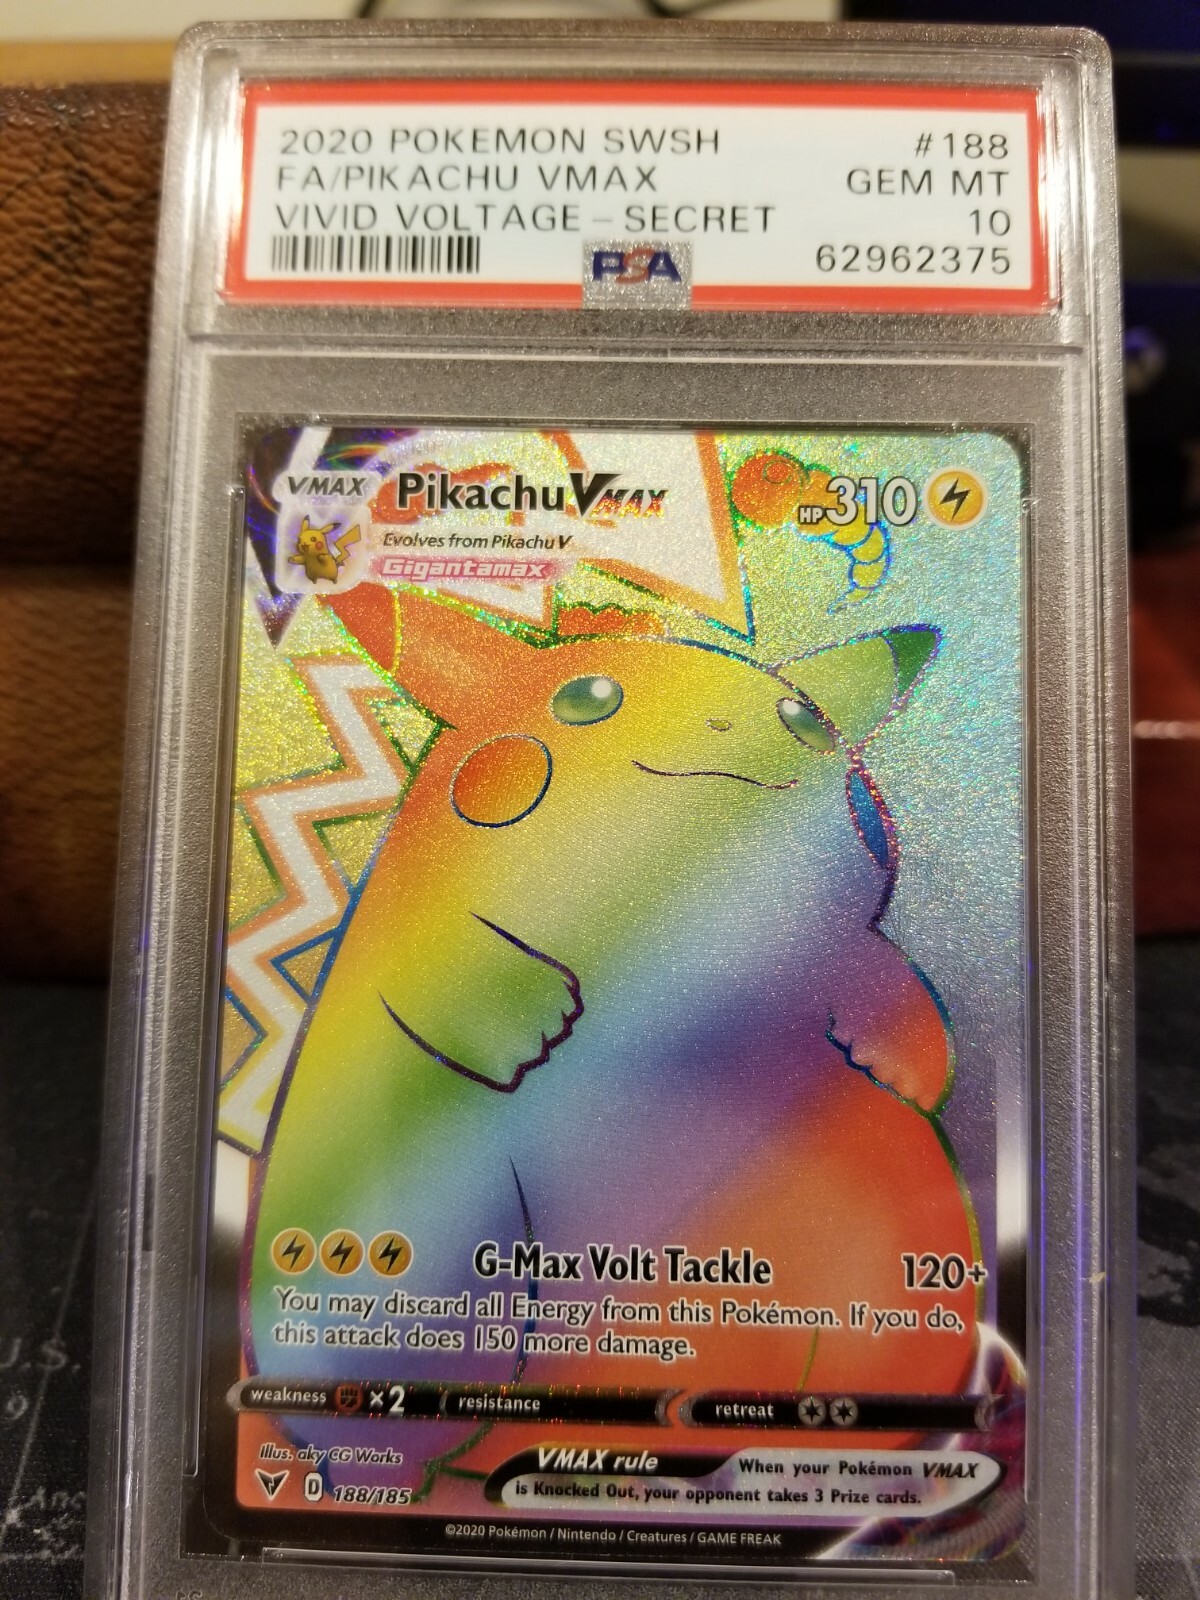 2020 POKEMON SWSH #188
FA/PIKACHU VMAX GEM MT
VIVID VOLTAGE – SECRET 10
PSA 62962375
VMAX Pikachu VMAX HP310
Evolves from Pikachu V
Gigantamax
G-Max Volt Tackle 120+
You may discard all Energy from this Pokémon. If you do,
this attack does 150 more damage.
weakness ×2 resistance retreat
Illus. aky CG Works
VMAX rule When your Pokémon VMAX
is Knocked Out, your opponent takes 3 Prize cards.
D 188/185
©2020 Pokémon / Nintendo / Creatures / GAME FREAK
U.S.